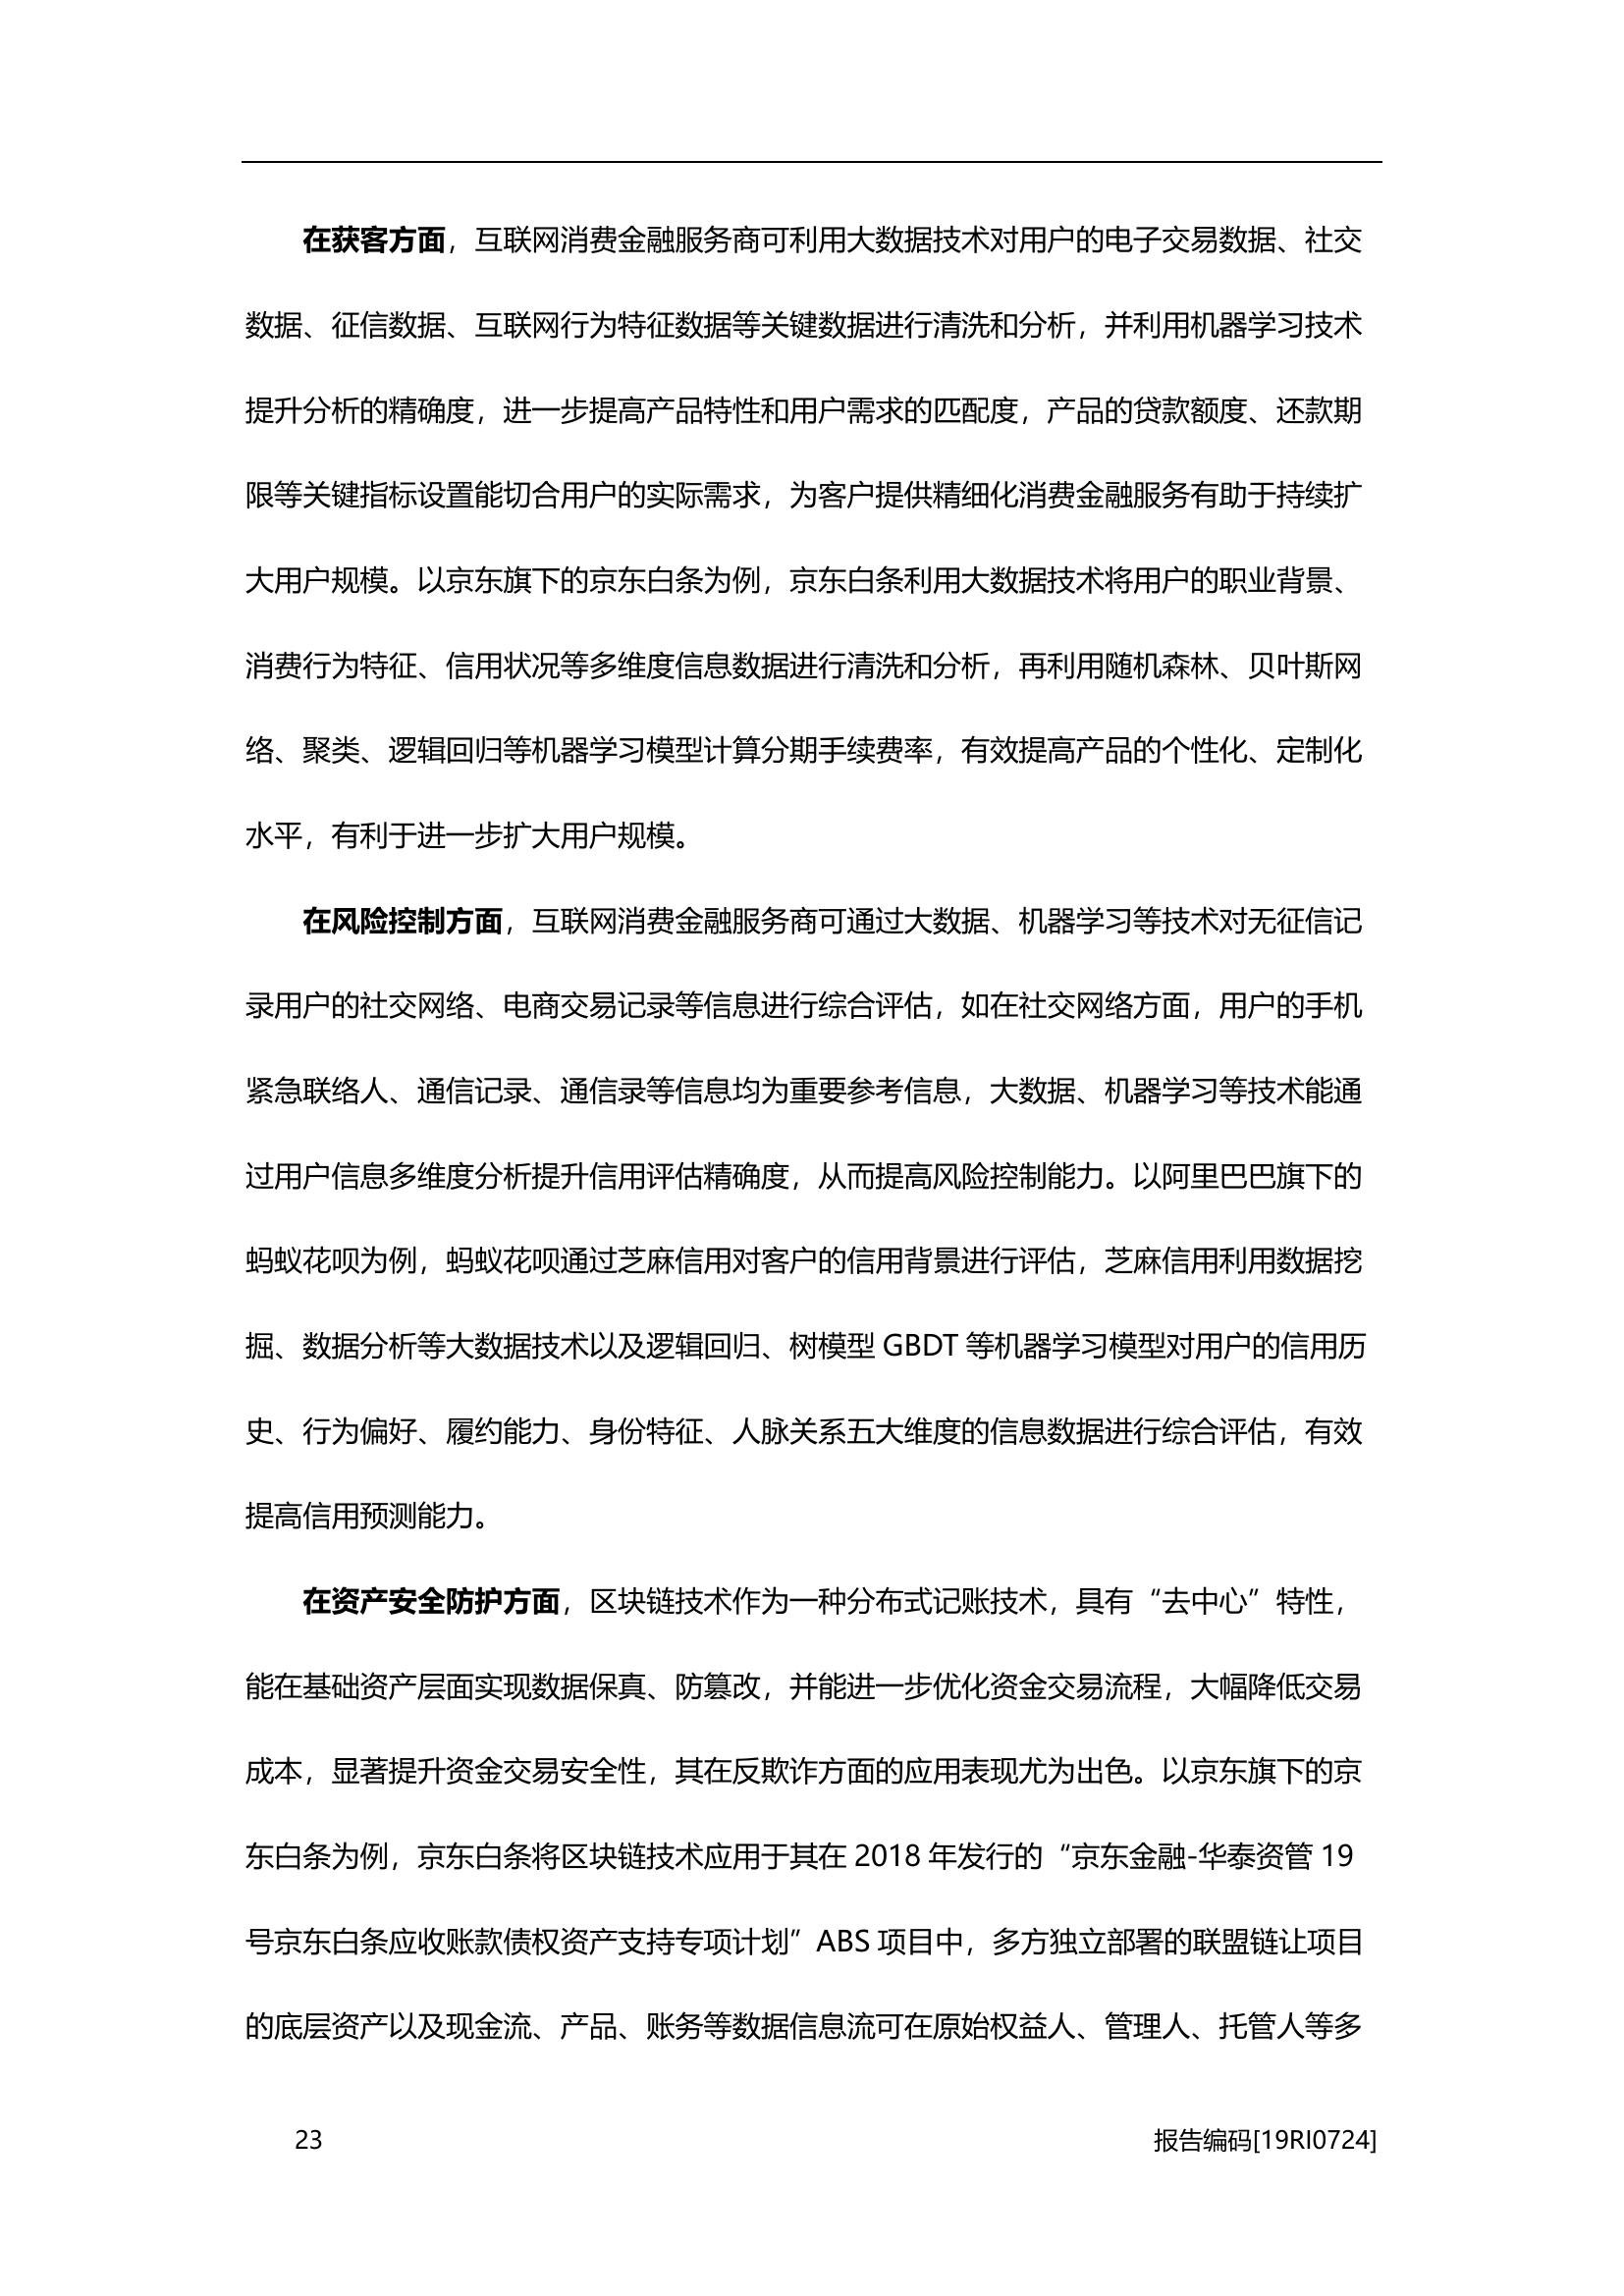 在获客方面，互联网消费金融服务商可利用大数据技术对用户的电子交易数据、社交
数据、征信数据、互联网行为特征数据等关键数据进行清洗和分析，并利用机器学习技术
提升分析的精确度，进一步提高产品特性和用户需求的匹配度，产品的贷款额度、还款期
限等关键指标设置能切合用户的实际需求，为客户提供精细化消费金融服务有助于持续扩
大用户规模。以京东旗下的京东白条为例，京东白条利用大数据技术将用户的职业背景、
消费行为特征、信用状况等多维度信息数据进行清洗和分析，再利用随机森林、贝叶斯网
络、聚类、逻辑回归等机器学习模型计算分期手续费率，有效提高产品的个性化、定制化
水平，有利于进一步扩大用户规模。
在风险控制方面，互联网消费金融服务商可通过大数据、机器学习等技术对无征信记
录用户的社交网络、电商交易记录等信息进行综合评估，如在社交网络方面，用户的手机
紧急联络人、通信记录、通信录等信息均为重要参考信息，大数据、机器学习等技术能通
过用户信息多维度分析提升信用评估精确度，从而提高风险控制能力。以阿里巴巴旗下的
蚂蚁花呗为例，蚂蚁花呗通过芝麻信用对客户的信用背景进行评估，芝麻信用利用数据挖
掘、数据分析等大数据技术以及逻辑回归、树模型 GBDT 等机器学习模型对用户的信用历
史、行为偏好、履约能力、身份特征、人脉关系五大维度的信息数据进行综合评估，有效
提高信用预测能力。
在资产安全防护方面，区块链技术作为一种分布式记账技术，具有“去中心”特性，
能在基础资产层面实现数据保真、防篡改，并能进一步优化资金交易流程，大幅降低交易
成本，显著提升资金交易安全性，其在反欺诈方面的应用表现尤为出色。以京东旗下的京
东白条为例，京东白条将区块链技术应用于其在 2018 年发行的“京东金融-华泰资管 19
号京东白条应收账款债权资产支持专项计划”ABS 项目中，多方独立部署的联盟链让项目
的底层资产以及现金流、产品、账务等数据信息流可在原始权益人、管理人、托管人等多
23 报告编码[19RI0724]